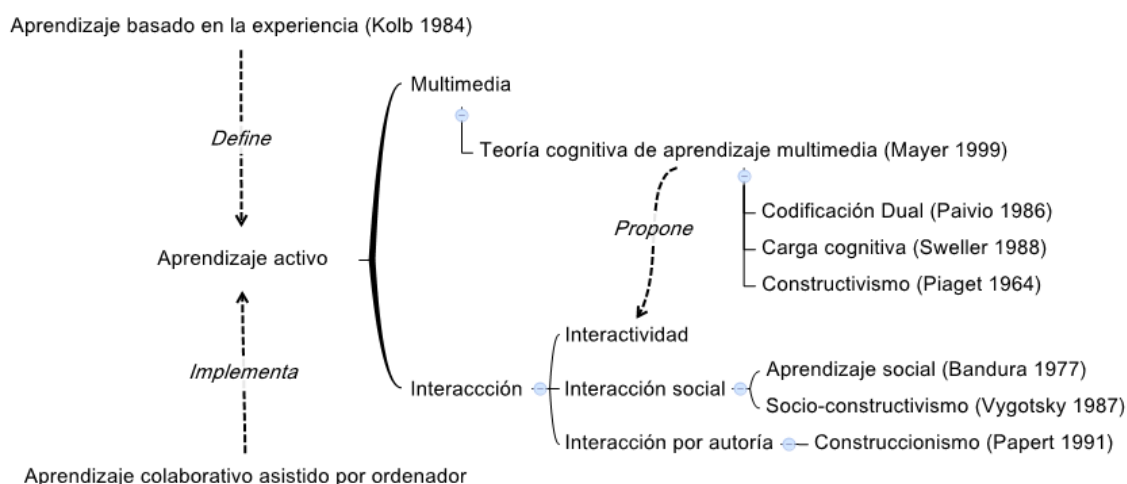 Aprendizaje basado en la experiencia (Kolb 1984)
Multimedia
Define
Teoría cognitiva de aprendizaje multimedia (Mayer 1999)
Propone
Codificación Dual (Paivio 1986)
Carga cognitiva (Sweller 1988)
Constructivismo (Piaget 1964)
Aprendizaje activo
Interactividad
Implementa
Interaccción
Interacción social
Aprendizaje social (Bandura 1977)
Socio-constructivismo (Vygotsky 1987)
Interacción por autoría
Construccionismo (Papert 1991)
Aprendizaje colaborativo asistido por ordenador